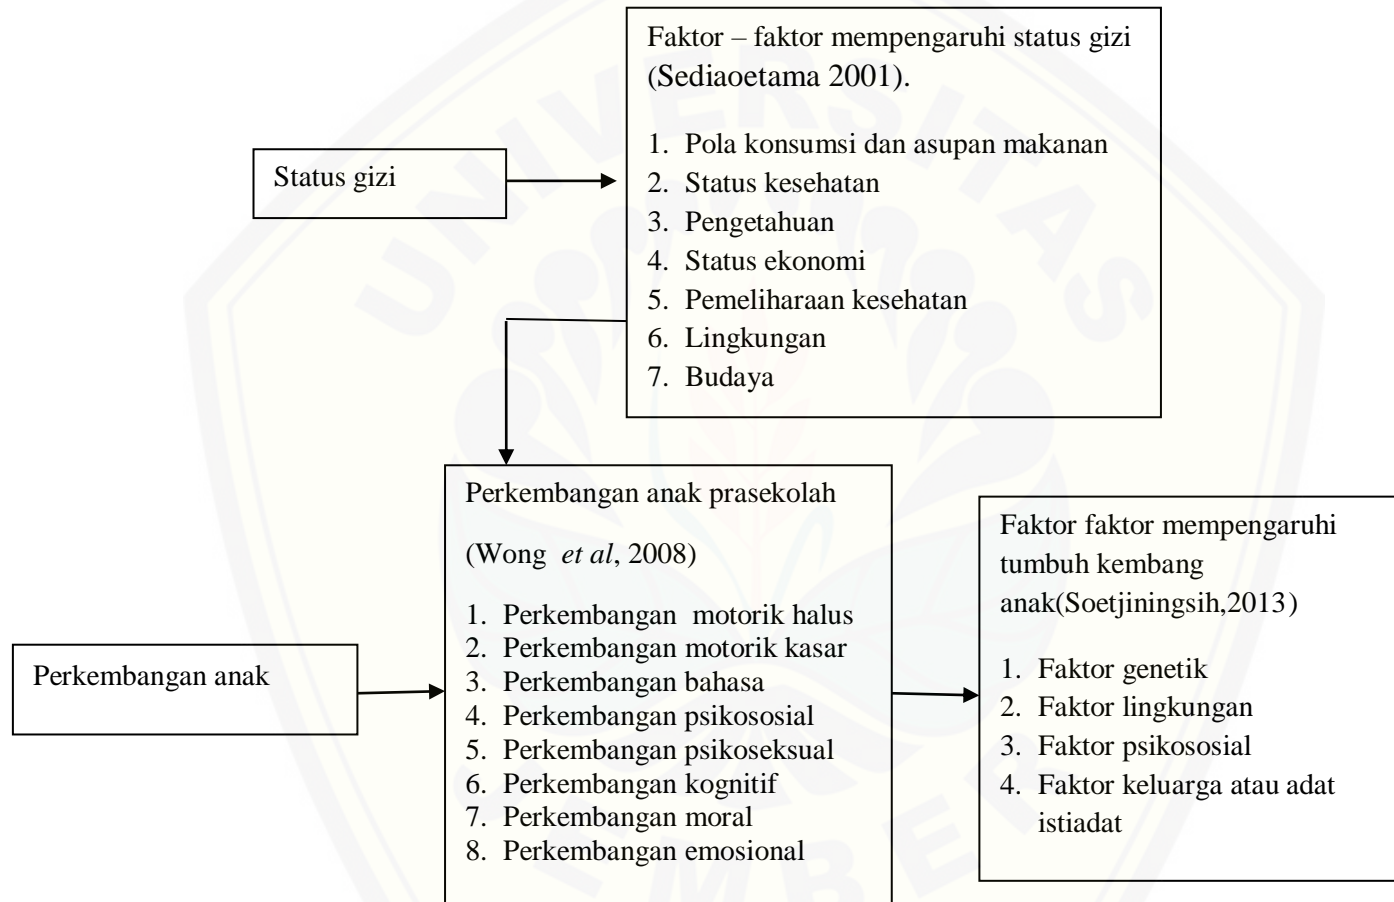 Faktor – faktor mempengaruhi status gizi
(Sediaoetama 2001).
1. Pola konsumsi dan asupan makanan
2. Status kesehatan
3. Pengetahuan
4. Status ekonomi
5. Pemeliharaan kesehatan
6. Lingkungan
7. Budaya
Status gizi
Perkembangan anak prasekolah
(Wong et al, 2008)
1. Perkembangan motorik halus
2. Perkembangan motorik kasar
3. Perkembangan bahasa
4. Perkembangan psikososial
5. Perkembangan psikoseksual
6. Perkembangan kognitif
7. Perkembangan moral
8. Perkembangan emosional
Perkembangan anak
Faktor faktor mempengaruhi
tumbuh kembang
anak(Soetjiningsih,2013)
1. Faktor genetik
2. Faktor lingkungan
3. Faktor psikososial
4. Faktor keluarga atau adat
istiadat
UNIVERSITAS